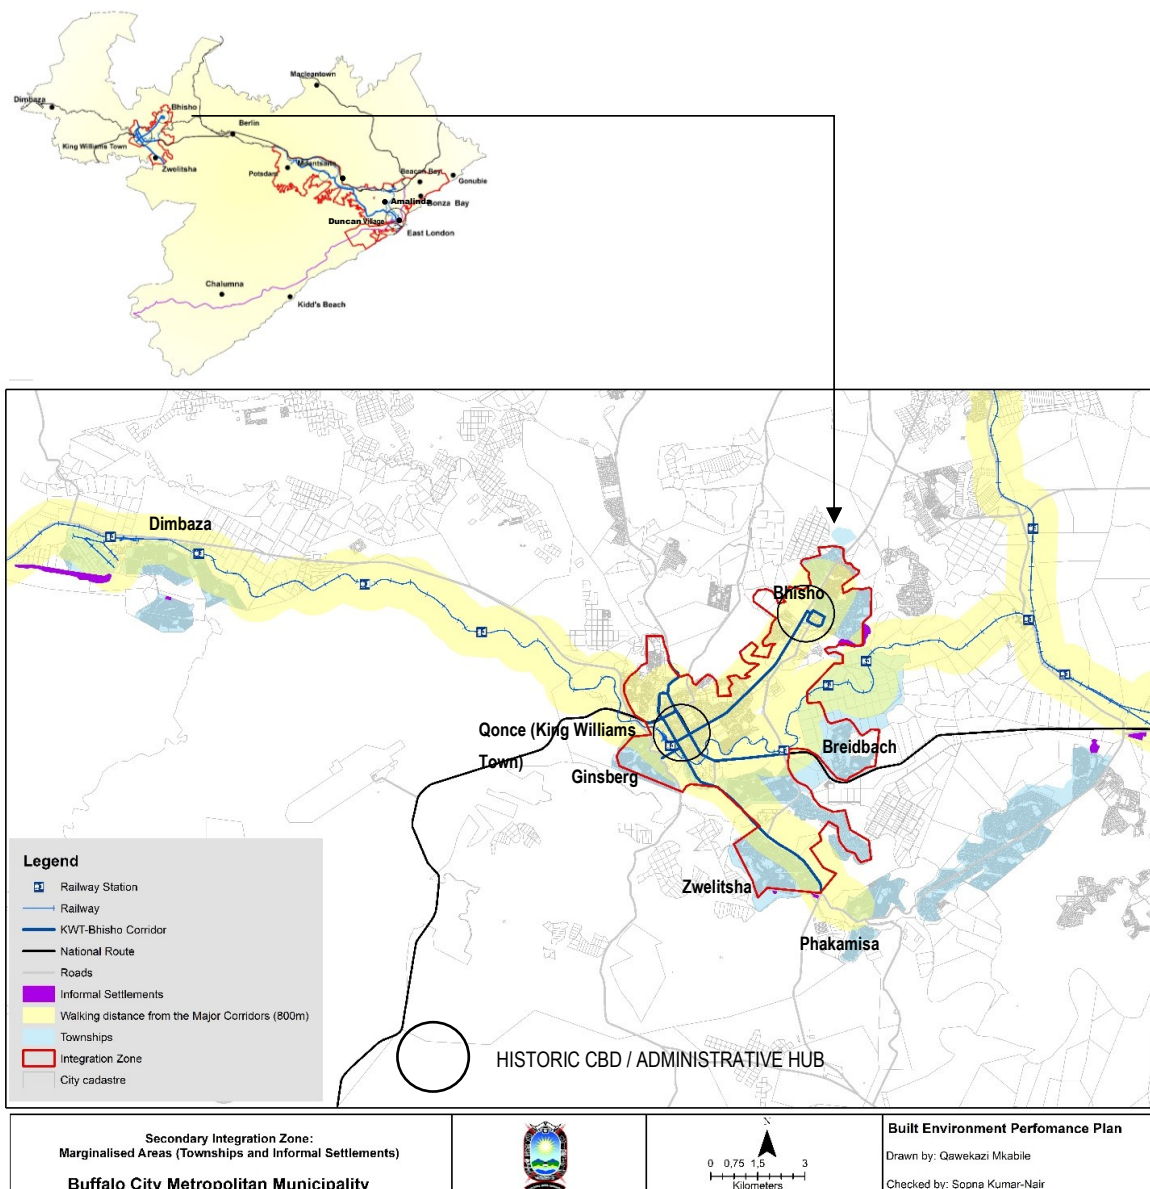 Macleantown
Dimbaza
Bhisho
Berlin
King Williams Town
Zwelitsha
Potsdam
Mdantsane
Beacon Bay
Gonubie
Amalinda
Bonza Bay
Duncan Village
East London
Chalumna
Kidd's Beach
Dimbaza
Bhisho
Qonce (King Williams
Town)
Ginsberg
Breidbach
Zwelitsha
Phakamisa
Legend
Railway Station
Railway
KWT-Bhisho Corridor
National Route
Roads
Informal Settlements
Walking distance from the Major Corridors (800m)
Townships
Integration Zone
City cadastre
HISTORIC CBD / ADMINISTRATIVE HUB
Secondary Integration Zone:
Marginalised Areas (Townships and Informal Settlements)
Buffalo City Metropolitan Municipality
N
0 0,75 1,5 3
Kilometers
Built Environment Perfomance Plan
Drawn by: Qawekazi Mkabile
Checked by: Sopna Kumar-Nair